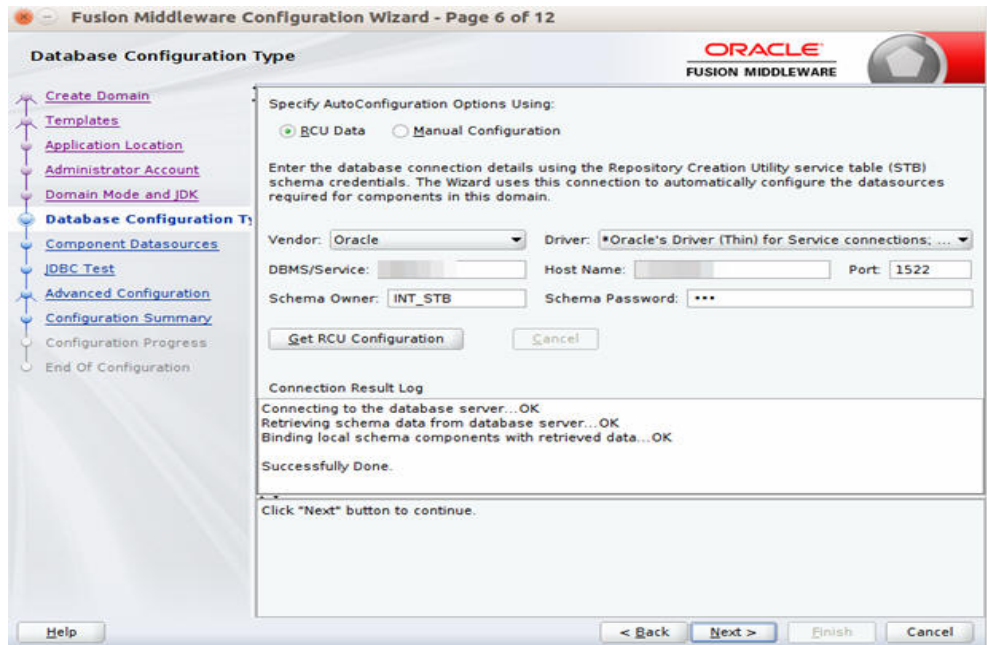 Fusion Middleware Configuration Wizard - Page 6 of 12
Database Configuration Type
ORACLE
FUSION MIDDLEWARE
Create Domain
Templates
Application Location
Administrator Account
Domain Mode and JDK
Database Configuration Ty
Component Datasources
JDBC Test
Advanced Configuration
Configuration Summary
Configuration Progress
End Of Configuration
Specify AutoConfiguration Options Using:
RCU Data Manual Configuration
Enter the database connection details using the Repository Creation Utility service table (STB)
schema credentials. The Wizard uses this connection to automatically configure the datasources
required for components in this domain.
Vendor: Oracle Driver: *Oracle's Driver (Thin) for Service connections; ...
DBMS/Service: Host Name: Port: 1522
Schema Owner: INT_STB Schema Password: •••
Get RCU Configuration Cancel
Connection Result Log
Connecting to the database server...OK
Retrieving schema data from database server...OK
Binding local schema components with retrieved data...OK
Successfully Done.
Click "Next" button to continue.
Help < Back Next > Finish Cancel